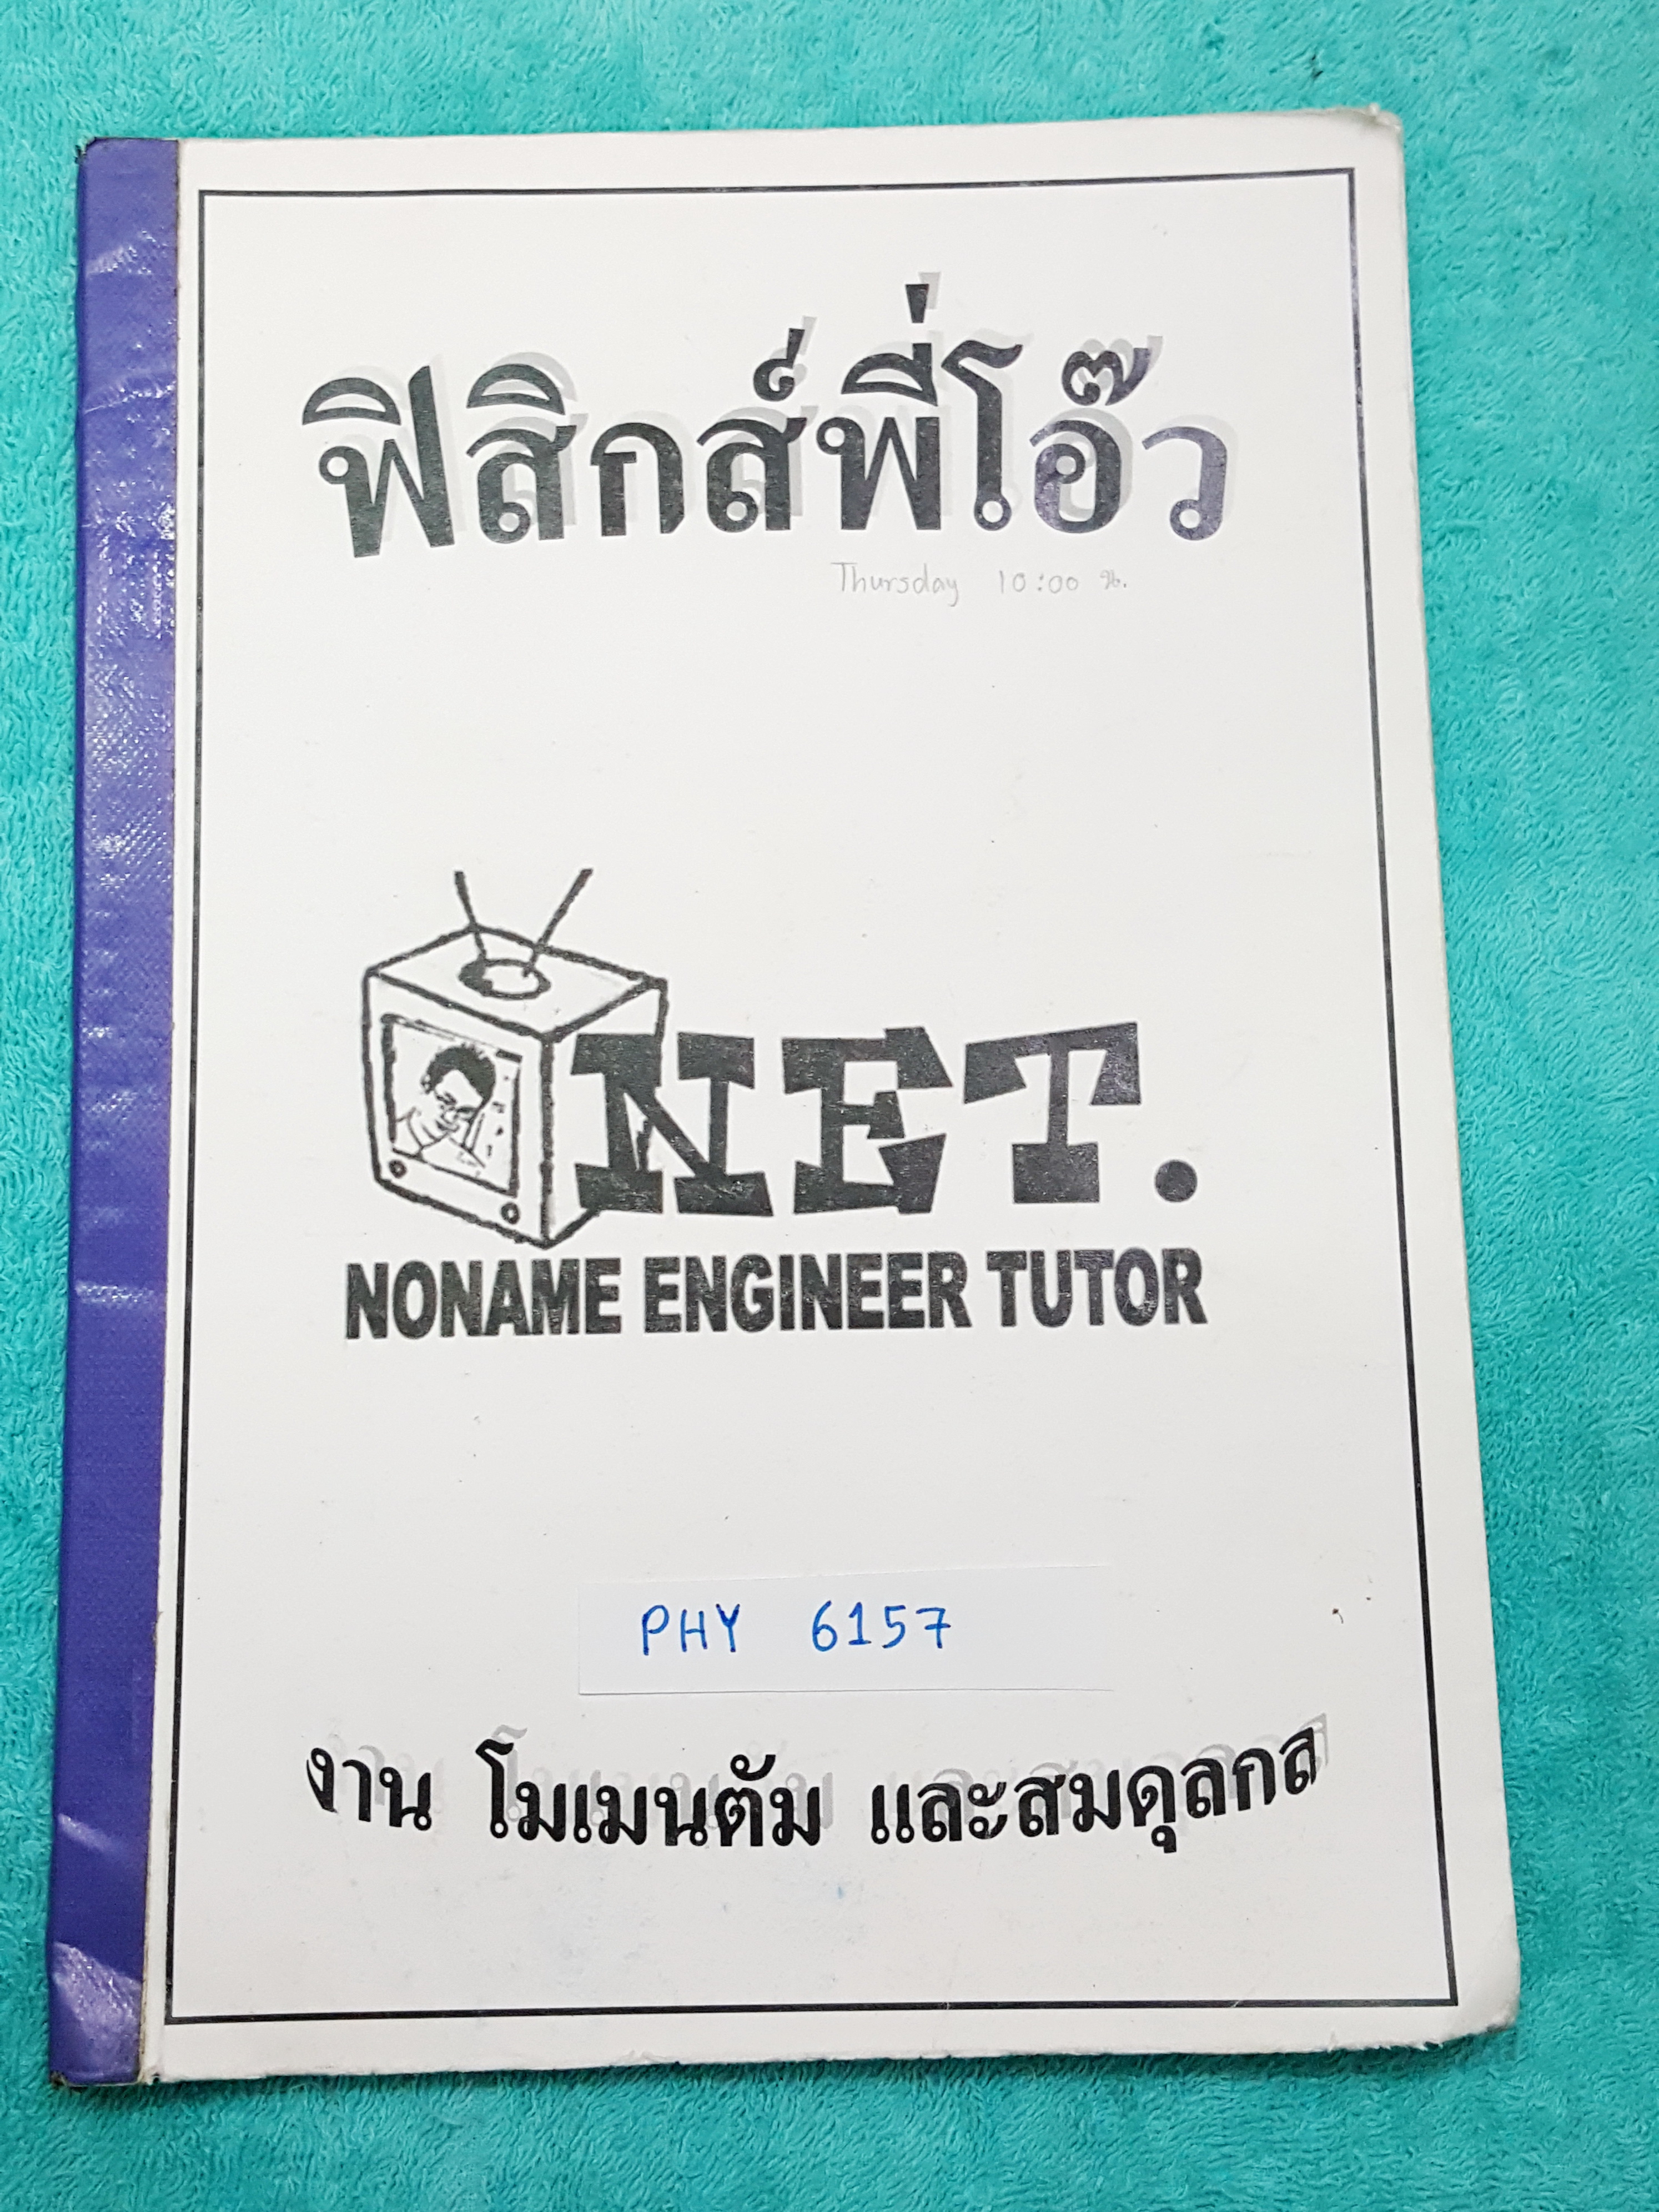 ฟิสิกส์พี่โอ๊ว
Thursday 10:00 น.
NET.
NONAME ENGINEER TUTOR
PHY 6157
งาน โมเมนตัม และสมดุลกล